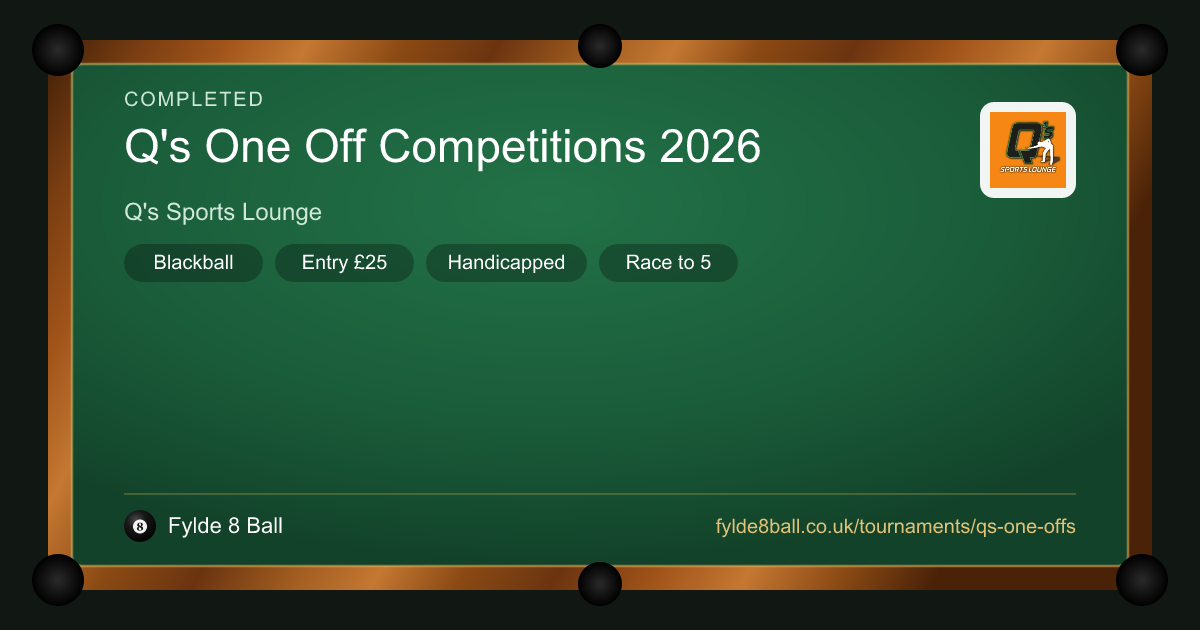 COMPLETED
Q's One Off Competitions 2026
Q's
SPORTS LOUNGE
Q's Sports Lounge
Blackball
Entry £25
Handicapped
Race to 5
8
Fylde 8 Ball
fylde8ball.co.uk/tournaments/qs-one-offs